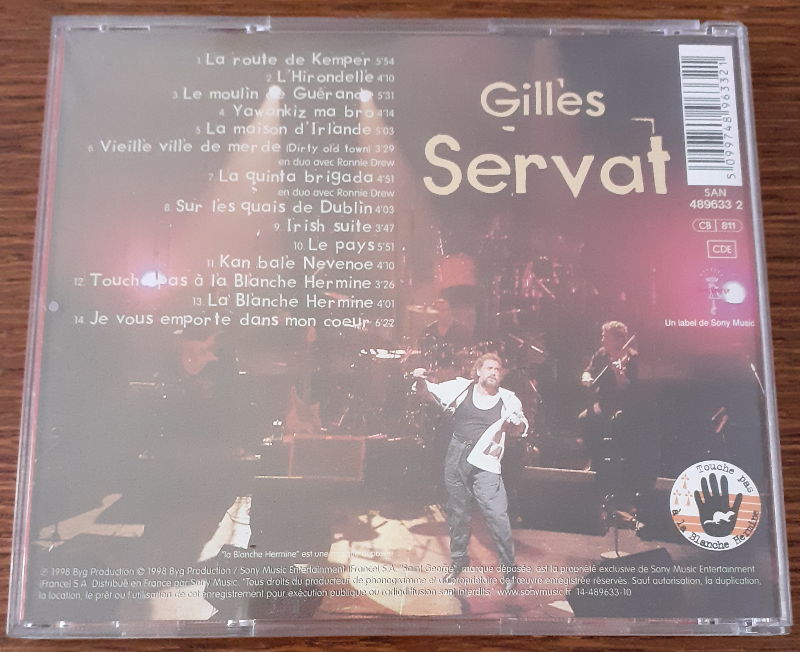 1. La route de Kemper 5'54
2. L'Hirondelle 4'10
3. Le moulin de Guérande 5'31
4. Yawankiz ma bro 4'14
5. La maison d'Irlande 5'03
6. Vieille ville de merde (Dirty old town) 3'29
en duo avec Ronnie Drew
7. La quinta brigada 4'51
en duo avec Ronnie Drew
8. Sur les quais de Dublin 4'03
9. Irish suite 3'47
10. Le pays 5'51
11. Kan bale Nevenoe 4'10
12. Touche pas à la Blanche Hermine 3'26
13. La Blanche Hermine 4'01
14. Je vous emporte dans mon coeur 6'22
Gilles
Servat
5 099748 963321
SAN
489633 2
CB 811
CDE
Un label de Sony Music
Touche pas
à la Blanche Hermine
"la Blanche Hermine" est une marque déposée
℗ 1998 Byg Production © 1998 Byg Production / Sony Music Entertainment (France) S.A. "Saint George", marque déposée, est la propriété exclusive de Sony Music Entertainment
(France) S.A. Distribué en France par Sony Music. "Tous droits du producteur de phonogramme et du propriétaire de l'œuvre enregistrée réservés. Sauf autorisation, la duplication,
la location, le prêt ou l'utilisation de cet enregistrement pour exécution publique ou radiodiffusion sont interdits." www.sonymusic.fr 14-489633-10